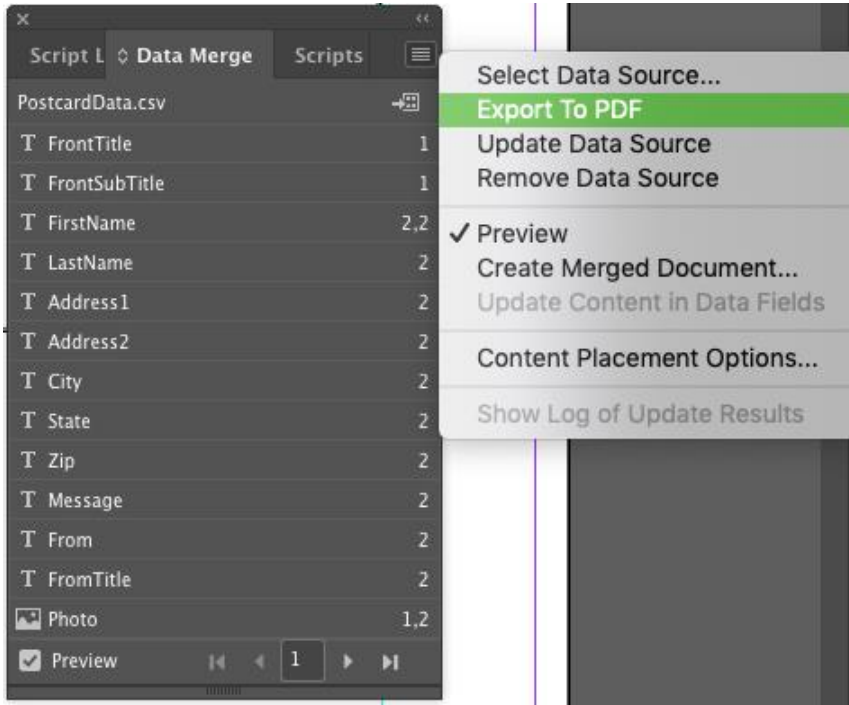 Script L Data Merge Scripts
PostcardData.csv
T FrontTitle 1
T FrontSubTitle 1
T FirstName 2,2
T LastName 2
T Address1 2
T Address2 2
T City 2
T State 2
T Zip 2
T Message 2
T From 2
T FromTitle 2
Photo 1,2
Preview 1
Select Data Source...
Export To PDF
Update Data Source
Remove Data Source
Preview
Create Merged Document...
Update Content in Data Fields
Content Placement Options...
Show Log of Update Results